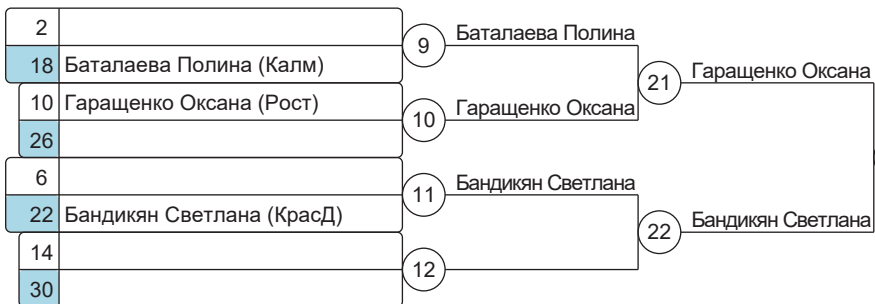 2
9 Баталаева Полина
18 Баталаева Полина (Калм)
21 Гаращенко Оксана
10 Гаращенко Оксана (Рост)
10 Гаращенко Оксана
26
6
11 Бандикян Светлана
22 Бандикян Светлана (КрасД)
22 Бандикян Светлана
14
12
30